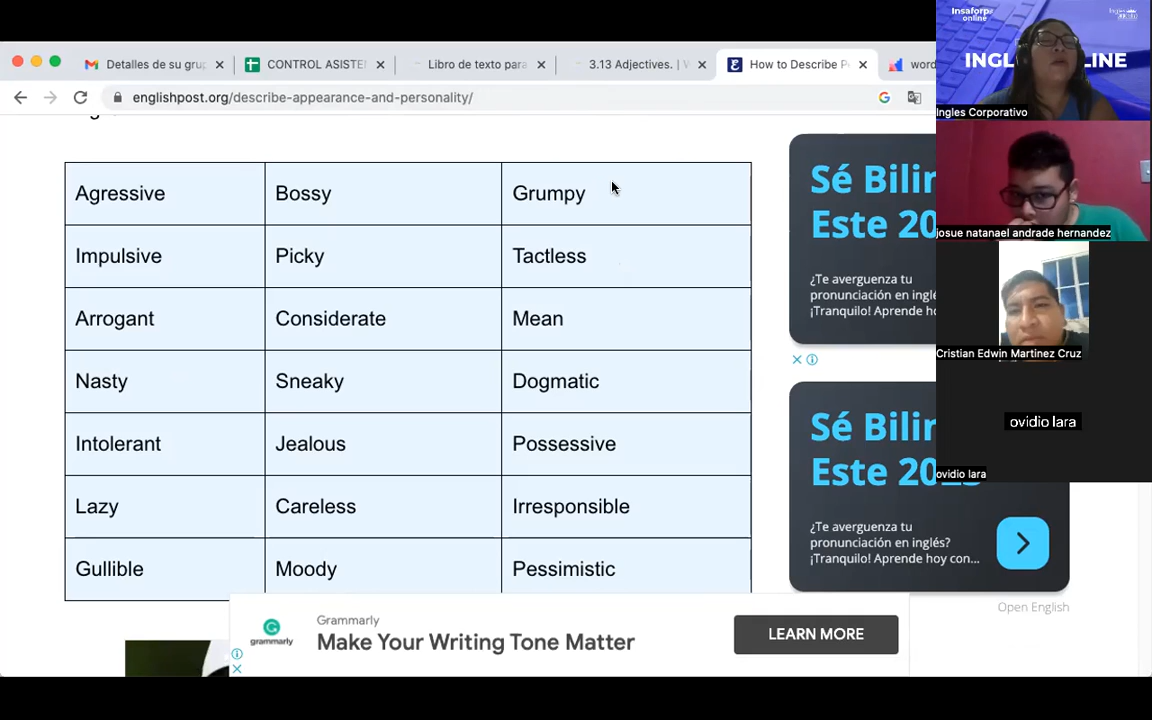 Detalles de su gru
CONTROL ASISTE
Libro de texto para
3.13 Adjectives. | W
How to Describe P
word
englishpost.org/describe-appearance-and-personality/
Agressive Bossy Grumpy
Impulsive Picky Tactless
Arrogant Considerate Mean
Nasty Sneaky Dogmatic
Intolerant Jealous Possessive
Lazy Careless Irresponsible
Gullible Moody Pessimistic
Sé Bilin
Este 20
¿Te averguenza tu
pronunciación en inglé
¡Tranquilo! Aprende ho
Sé Bilin
Este 20
¿Te averguenza tu
pronunciación en inglés?
¡Tranquilo! Aprende hoy con...
Open English
grammarly
Grammarly
Make Your Writing Tone Matter
LEARN MORE
Insaforp
online
INGL LINE
Ingles Corporativo
josue natanael andrade hernandez
Cristian Edwin Martinez Cruz
ovidio lara
ovidio lara